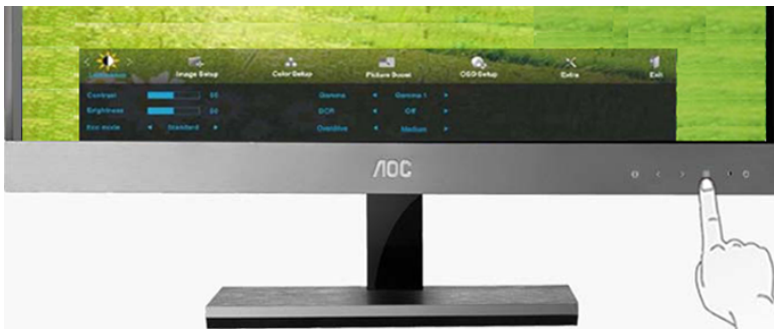 Luminance Image Setup Color Setup Picture Boost OSD Setup Extra Exit
Contrast 50 Gamma Gamma 1
Brightness 50 DCR Off
Eco mode Standard Overdrive Medium
AOC